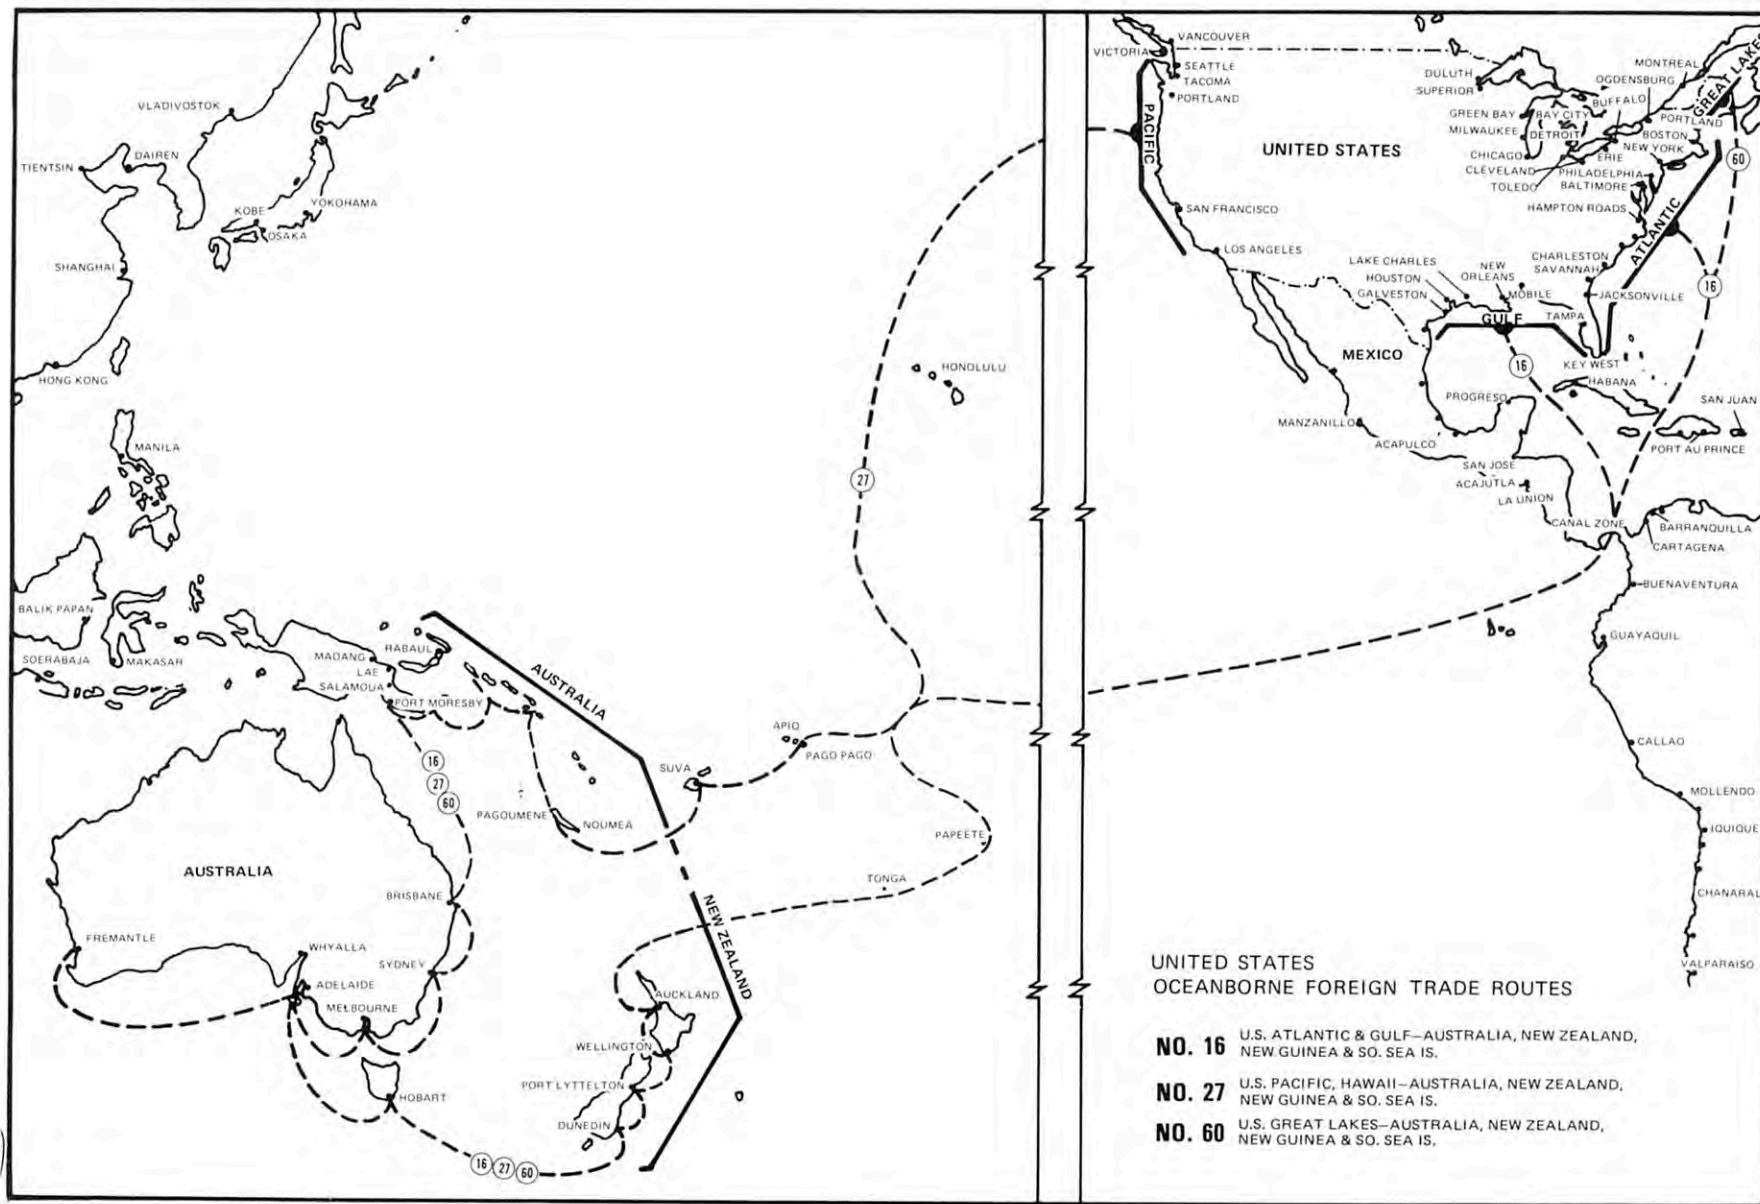 VLADIVOSTOK
TIENTSIN
DAIREN
KOBE
YOKOHAMA
OSAKA
SHANGHAI
HONG KONG
MANILA
BALIK PAPAN
SOERABAJA
MAKASAR
HONOLULU
27
MADANG
RABAUL
LAE
SALAMOUA
PORT MORESBY
AUSTRALIA
16
27
60
APIO
PAGO PAGO
SUVA
PAGOUMENE
NOUMEA
PAPEETE
TONGA
AUSTRALIA
BRISBANE
FREMANTLE
WHYALLA
SYDNEY
ADELAIDE
MELBOURNE
HOBART
NEW ZEALAND
AUCKLAND
WELLINGTON
PORT LYTTELTON
DUNEDIN
16 27 60
VANCOUVER
VICTORIA
SEATTLE
TACOMA
PORTLAND
PACIFIC
UNITED STATES
SAN FRANCISCO
LOS ANGELES
DULUTH
SUPERIOR
GREEN BAY
MILWAUKEE
CHICAGO
CLEVELAND
TOLEDO
BAY CITY
DETROIT
ERIE
BUFFALO
OGDENSBURG
MONTREAL
GREAT LAKES
PORTLAND
BOSTON
NEW YORK
PHILADELPHIA
BALTIMORE
HAMPTON ROADS
ATLANTIC
60
16
CHARLESTON
SAVANNAH
JACKSONVILLE
LAKE CHARLES
HOUSTON
GALVESTON
NEW
ORLEANS
MOBILE
TAMPA
GULF
16
KEY WEST
HABANA
MEXICO
PROGRESO
MANZANILLO
ACAPULCO
SAN JOSE
ACAJUTLA
LA UNION
SAN JUAN
PORT AU PRINCE
CANAL ZONE
BARRANQUILLA
CARTAGENA
BUENAVENTURA
GUAYAQUIL
CALLAO
MOLLENDO
IQUIQUE
CHANARAL
VALPARAISO
UNITED STATES
OCEANBORNE FOREIGN TRADE ROUTES
NO. 16 U.S. ATLANTIC & GULF–AUSTRALIA, NEW ZEALAND,
NEW GUINEA & SO. SEA IS.
NO. 27 U.S. PACIFIC, HAWAII–AUSTRALIA, NEW ZEALAND,
NEW GUINEA & SO. SEA IS.
NO. 60 U.S. GREAT LAKES–AUSTRALIA, NEW ZEALAND,
NEW GUINEA & SO. SEA IS.